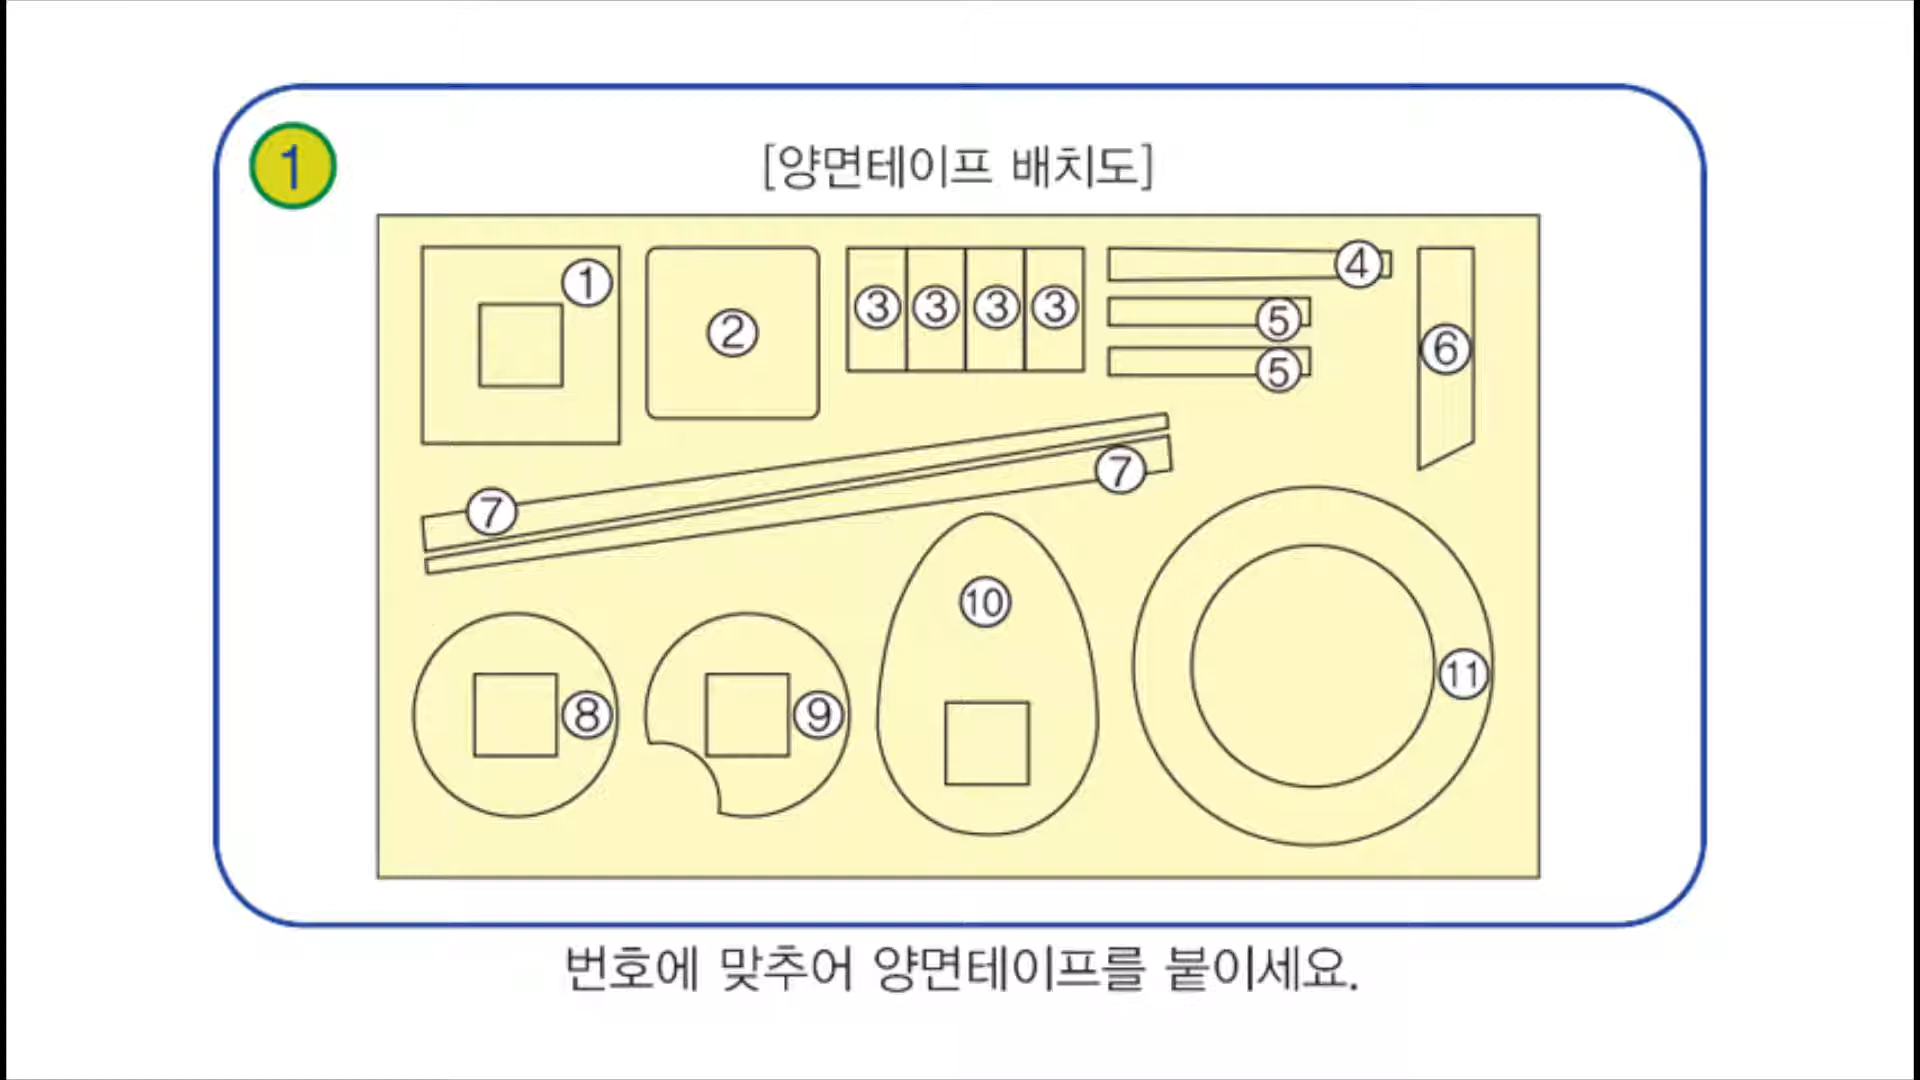 1
[양면테이프 배치도]
① ② ③ ③ ③ ③ ④
⑤
⑤
⑥
⑦
⑦
⑧ ⑨ ⑩ ⑪
번호에 맞추어 양면테이프를 붙이세요.